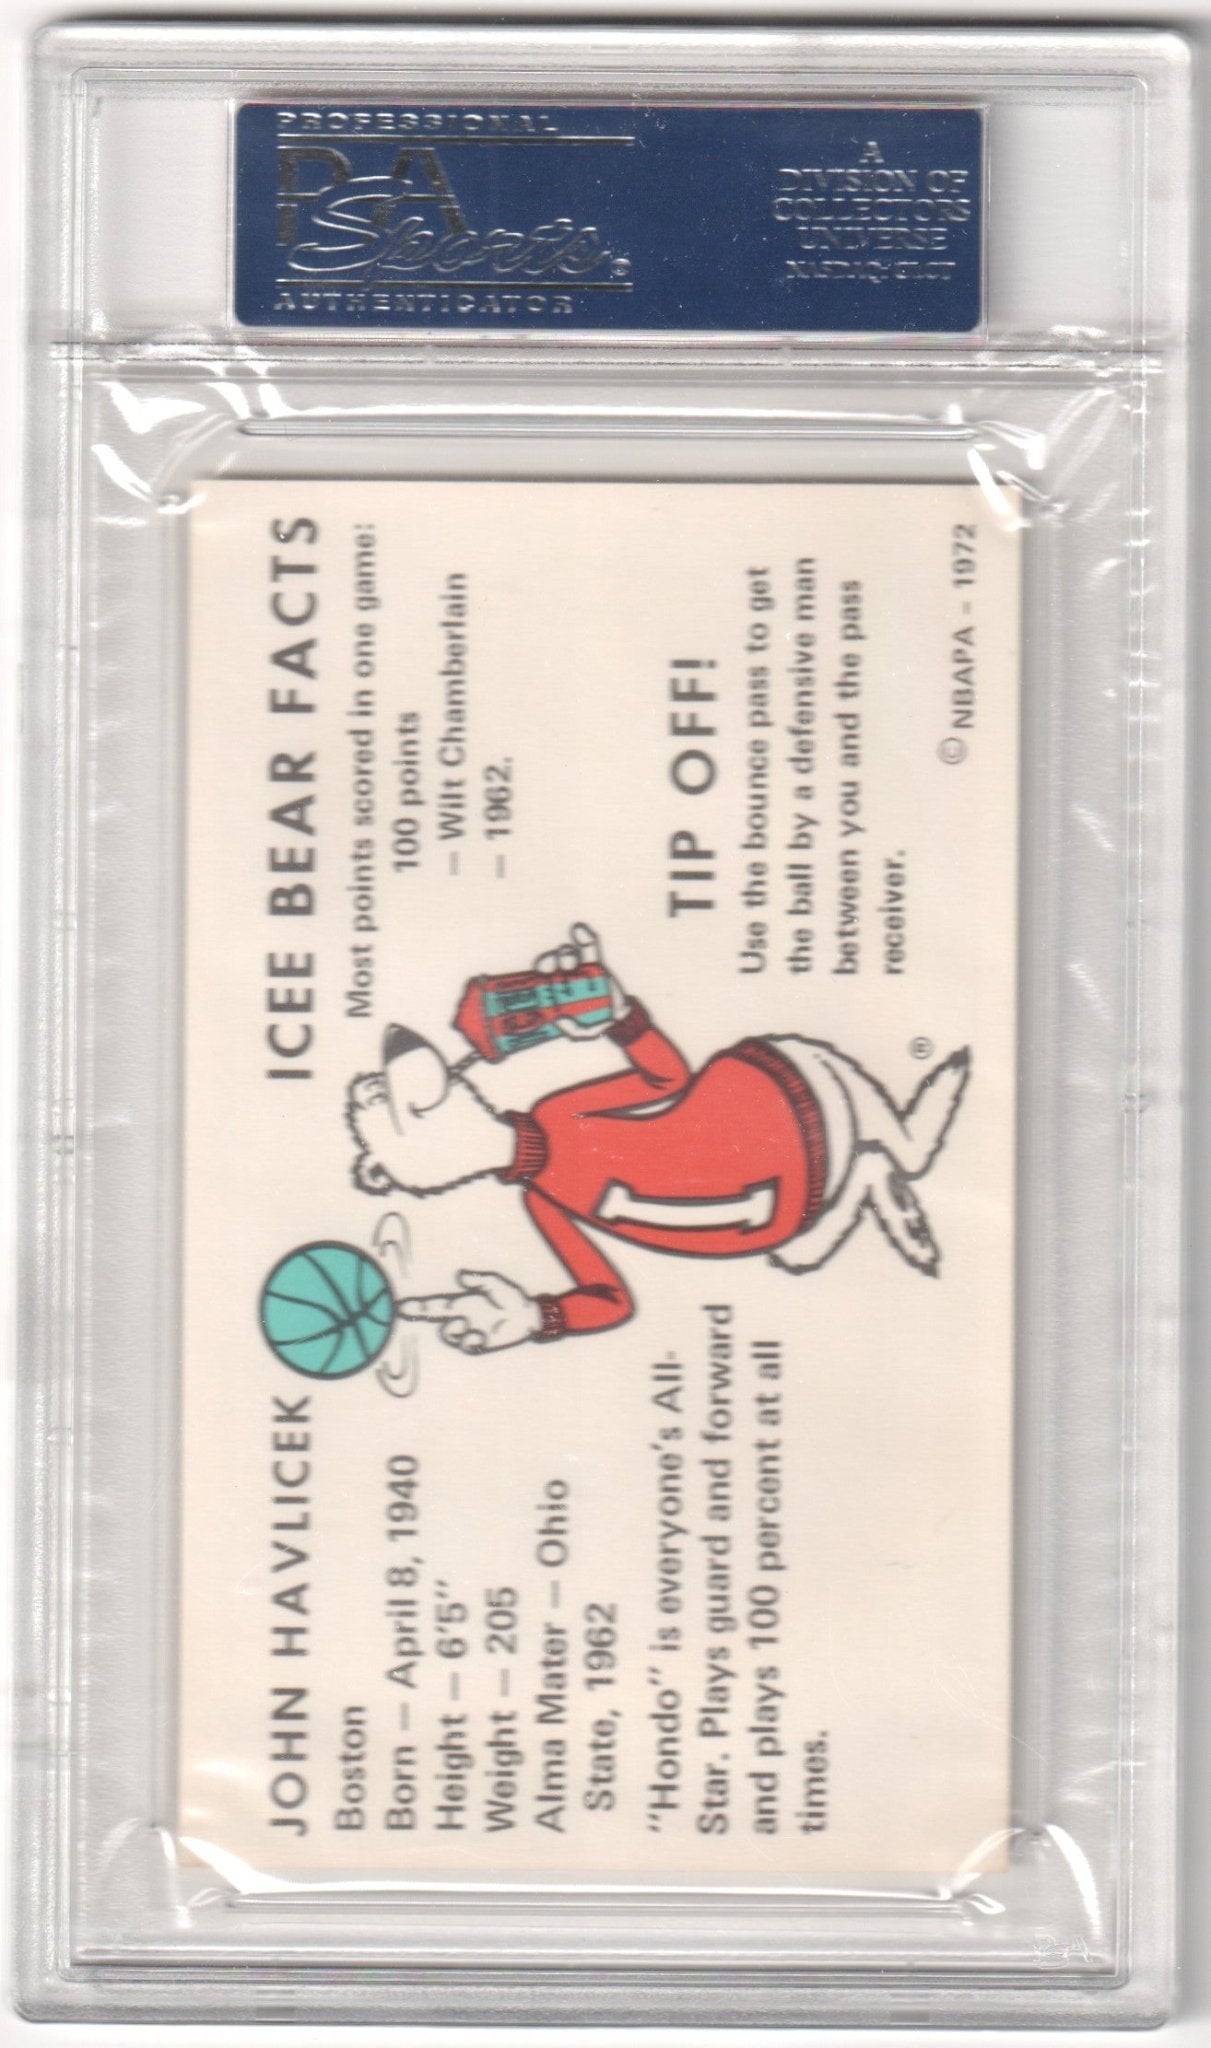 PROFESSIONAL
PSA
Sports
AUTHENTICATOR
A
DIVISION OF
COLLECTORS
UNIVERSE
NASDAQ: CLCT
JOHN HAVLICEK
Boston
Born — April 8, 1940
Height — 6'5"
Weight — 205
Alma Mater — Ohio
State, 1962
"Hondo" is everyone's All-
Star. Plays guard and forward
and plays 100 percent at all
times.
ICEE
®
ICEE BEAR FACTS
Most points scored in one game:
100 points
— Wilt Chamberlain
— 1962.
TIP OFF!
Use the bounce pass to get
the ball by a defensive man
between you and the pass
receiver.
© NBAPA – 1972
PSA